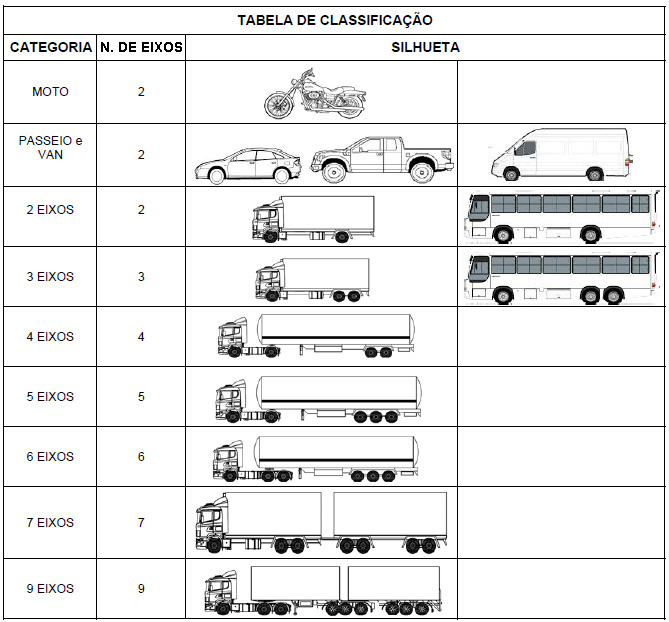 TABELA DE CLASSIFICAÇÃO
CATEGORIA N. DE EIXOS SILHUETA
MOTO 2
PASSEIO e
VAN 2
2 EIXOS 2
3 EIXOS 3
4 EIXOS 4
5 EIXOS 5
6 EIXOS 6
7 EIXOS 7
9 EIXOS 9